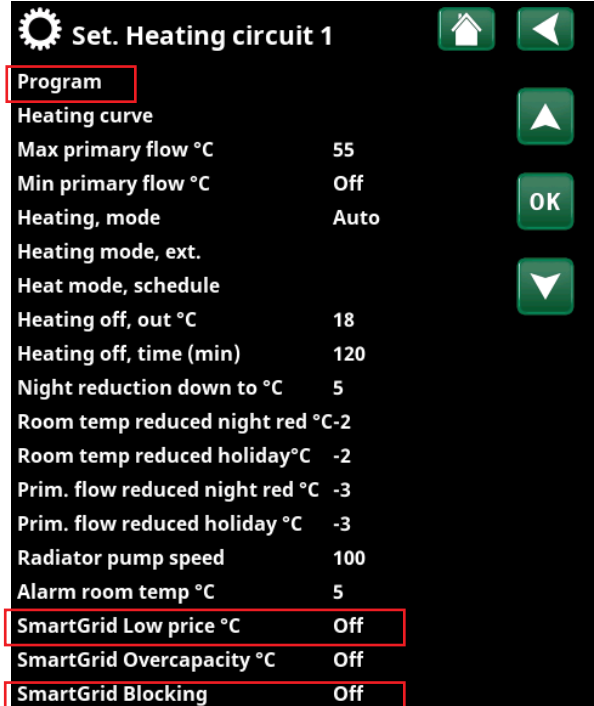 Set. Heating circuit 1
Program
Heating curve
Max primary flow °C 55
Min primary flow °C Off
OK
Heating, mode Auto
Heating mode, ext.
Heat mode, schedule
Heating off, out °C 18
Heating off, time (min) 120
Night reduction down to °C 5
Room temp reduced night red °C-2
Room temp reduced holiday°C -2
Prim. flow reduced night red °C -3
Prim. flow reduced holiday °C -3
Radiator pump speed 100
Alarm room temp °C 5
SmartGrid Low price °C Off
SmartGrid Overcapacity °C Off
SmartGrid Blocking Off